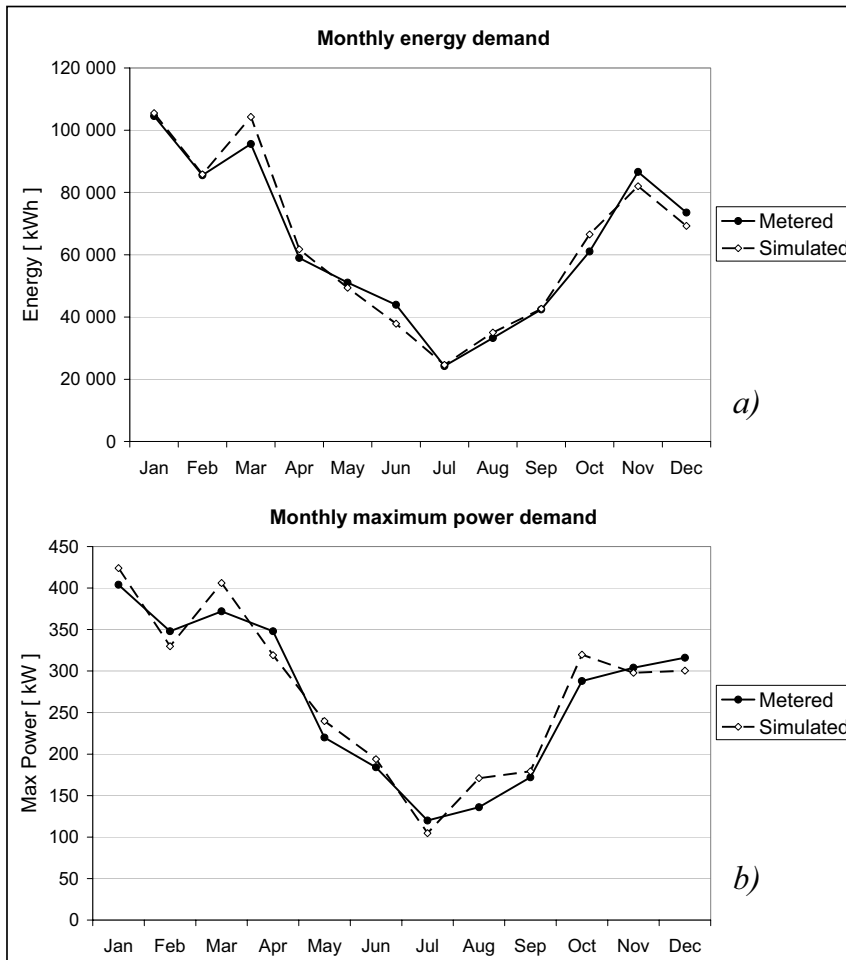 Monthly energy demand
120 000
100 000
80 000
60 000
40 000
20 000
0
Energy [ kWh ]
Jan Feb Mar Apr May Jun Jul Aug Sep Oct Nov Dec
Metered
Simulated
a)
Monthly maximum power demand
450
400
350
300
250
200
150
100
50
0
Max Power [ kW ]
Jan Feb Mar Apr May Jun Jul Aug Sep Oct Nov Dec
Metered
Simulated
b)